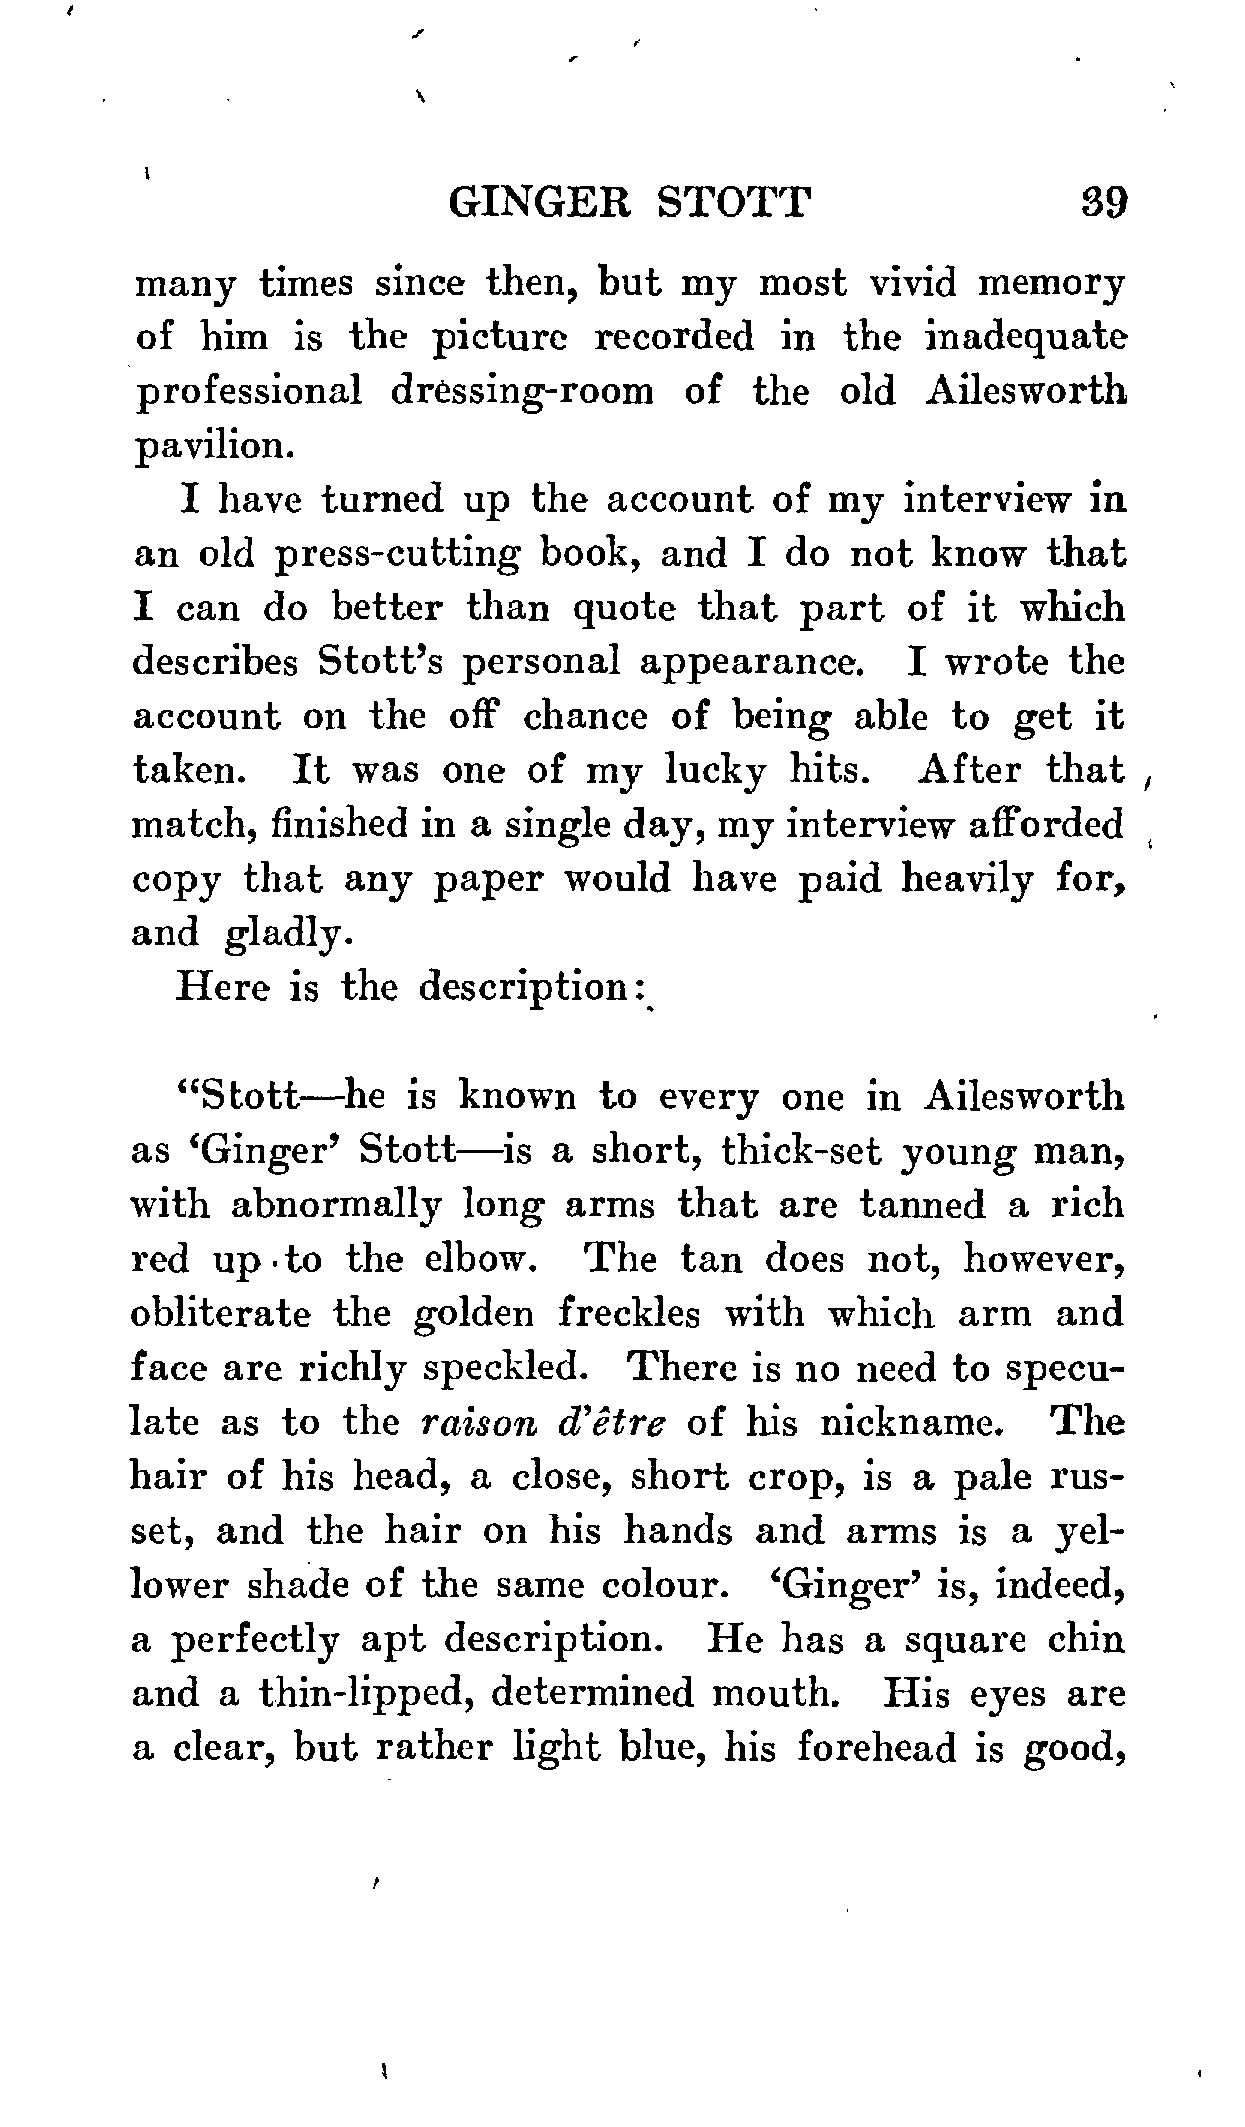 GINGER STOTT 39
many times since then, but my most vivid memory
of him is the picture recorded in the inadequate
professional dressing-room of the old Ailesworth
pavilion.
I have turned up the account of my interview in
an old press-cutting book, and I do not know that
I can do better than quote that part of it which
describes Stott's personal appearance. I wrote the
account on the off chance of being able to get it
taken. It was one of my lucky hits. After that
match, finished in a single day, my interview afforded
copy that any paper would have paid heavily for,
and gladly.
Here is the description:
"Stott—he is known to every one in Ailesworth
as 'Ginger' Stott—is a short, thick-set young man,
with abnormally long arms that are tanned a rich
red up to the elbow. The tan does not, however,
obliterate the golden freckles with which arm and
face are richly speckled. There is no need to specu-
late as to the raison d'être of his nickname. The
hair of his head, a close, short crop, is a pale rus-
set, and the hair on his hands and arms is a yel-
lower shade of the same colour. 'Ginger' is, indeed,
a perfectly apt description. He has a square chin
and a thin-lipped, determined mouth. His eyes are
a clear, but rather light blue, his forehead is good,